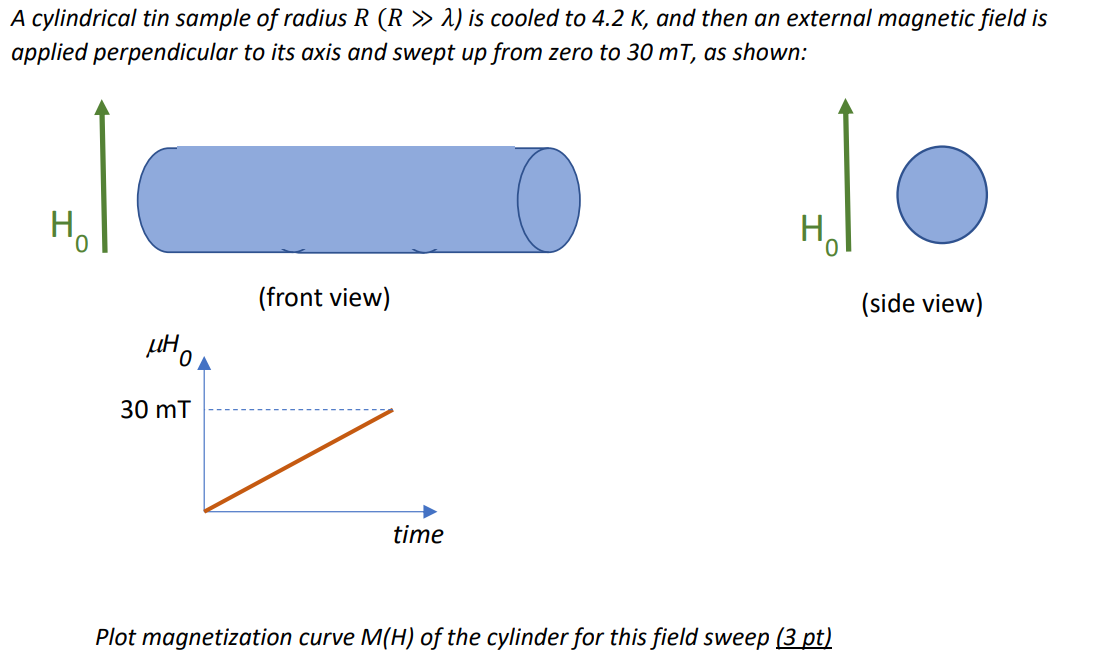 A cylindrical tin sample of radius R (R ≫ λ) is cooled to 4.2 K, and then an external magnetic field is
applied perpendicular to its axis and swept up from zero to 30 mT, as shown:
H₀
H₀
(front view)
(side view)
μH₀
30 mT
time
Plot magnetization curve M(H) of the cylinder for this field sweep (3 pt)